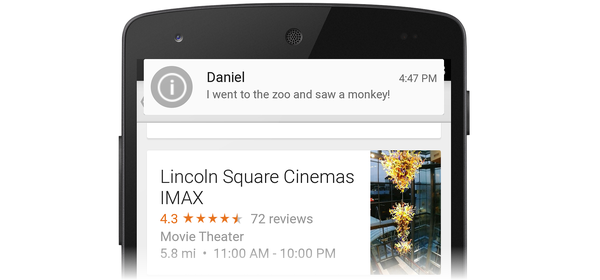 Daniel
4:47 PM
I went to the zoo and saw a monkey!
Lincoln Square Cinemas
IMAX
4.3 ★★★★★ 72 reviews
Movie Theater
5.8 mi • 11:00 AM - 10:00 PM